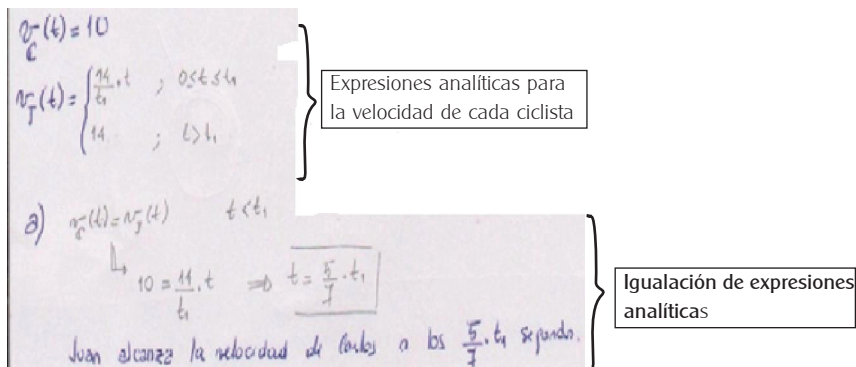 v_C(t) = 10
v_J(t) = { 14/t₁ · t ; 0 ≤ t ≤ t₁
14 ; t > t₁
Expresiones analíticas para
la velocidad de cada ciclista
a) v_C(t) = v_J(t) t < t₁
10 = 14/t₁ · t ⇒ t = 5/7 · t₁
Igualación de expresiones
analíticas
Juan alcanza la velocidad de Carlos a los 5/7 · t₁ segundos.